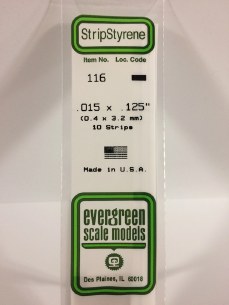 StripStyrene
Item No. Loc. Code
116
.015 x .125"
(0.4 x 3.2 mm)
10 Strips
Made in U.S.A.
evergreen
scale models
Des Plaines, IL 60018